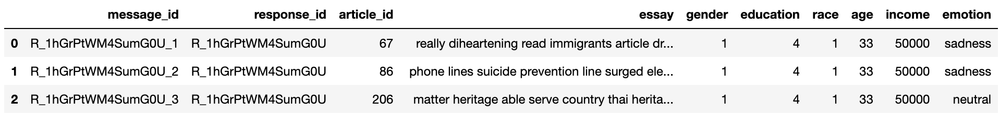 message_id response_id article_id essay gender education race age income emotion
0 R_1hGrPtWM4SumG0U_1 R_1hGrPtWM4SumG0U 67 really diheartening read immigrants article dr... 1 4 1 33 50000 sadness
1 R_1hGrPtWM4SumG0U_2 R_1hGrPtWM4SumG0U 86 phone lines suicide prevention line surged ele... 1 4 1 33 50000 sadness
2 R_1hGrPtWM4SumG0U_3 R_1hGrPtWM4SumG0U 206 matter heritage able serve country thai herita... 1 4 1 33 50000 neutral